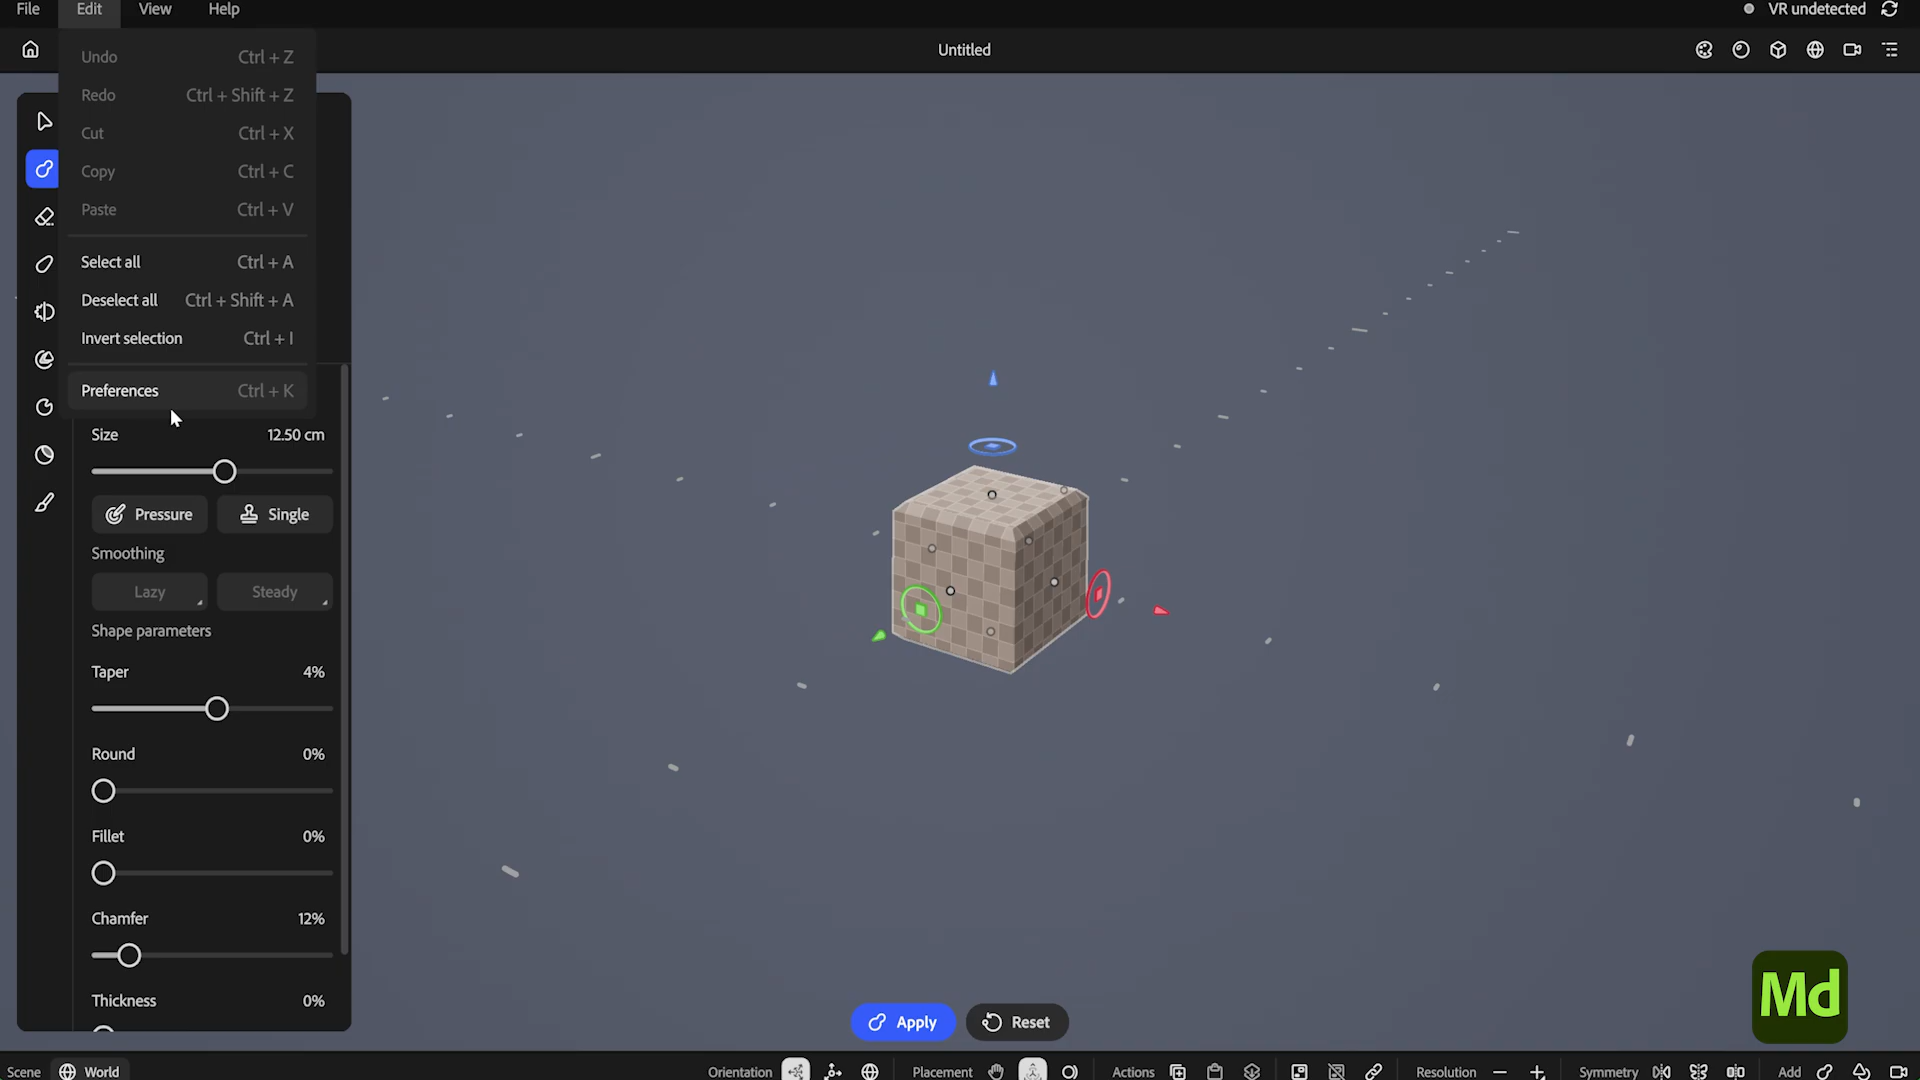 File Edit View Help
VR undetected
Untitled
Undo Ctrl + Z
Redo Ctrl + Shift + Z
Cut Ctrl + X
Copy Ctrl + C
Paste Ctrl + V
Select all Ctrl + A
Deselect all Ctrl + Shift + A
Invert selection Ctrl + I
Preferences Ctrl + K
Size 12.50 cm
Pressure Single
Smoothing
Lazy Steady
Shape parameters
Taper 4%
Round 0%
Fillet 0%
Chamfer 12%
Thickness 0%
Apply Reset
Md
Scene World Orientation Placement Actions Resolution Symmetry Add